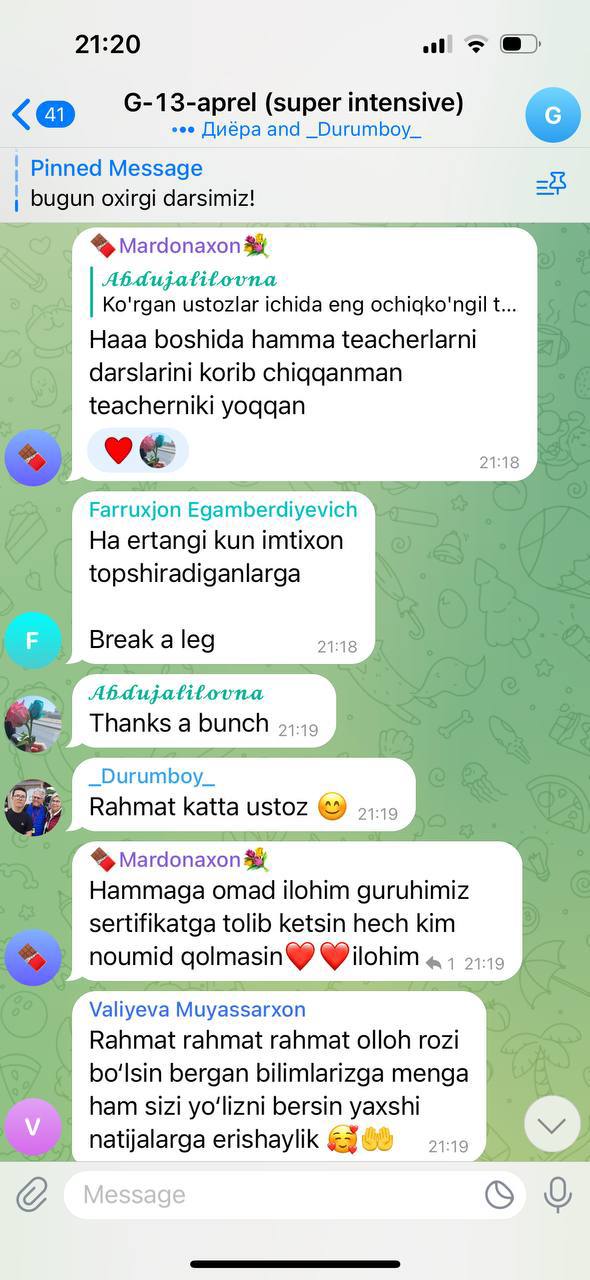 21:20
41
G-13-aprel (super intensive)
G
••• Диёра and _Durumboy_
Pinned Message
bugun oxirgi darsimiz!
🍫Mardonaxon💐
𝓐𝓫𝓭𝓾𝓳𝓪𝓵𝓲𝓵𝓸𝓿𝓷𝓪
Ko'rgan ustozlar ichida eng ochiqko'ngil t...
Haaa boshida hamma teacherlarni
darslarini korib chiqqanman
teacherniki yoqqan
❤️
21:18
Farruxjon Egamberdiyevich
Ha ertangi kun imtixon
topshiradiganlarga
Break a leg
21:18
F
𝓐𝓫𝓭𝓾𝓳𝓪𝓵𝓲𝓵𝓸𝓿𝓷𝓪
Thanks a bunch 21:19
_Durumboy_
Rahmat katta ustoz 😊 21:19
🍫Mardonaxon💐
Hammaga omad ilohim guruhimiz
sertifikatga tolib ketsin hech kim
noumid qolmasin❤️❤️ilohim 1 21:19
Valiyeva Muyassarxon
Rahmat rahmat rahmat olloh rozi
bo‘lsin bergan bilimlarizga menga
ham sizi yo‘lizni bersin yaxshi
natijalarga erishaylik 🥰🤲 21:19
V
Message